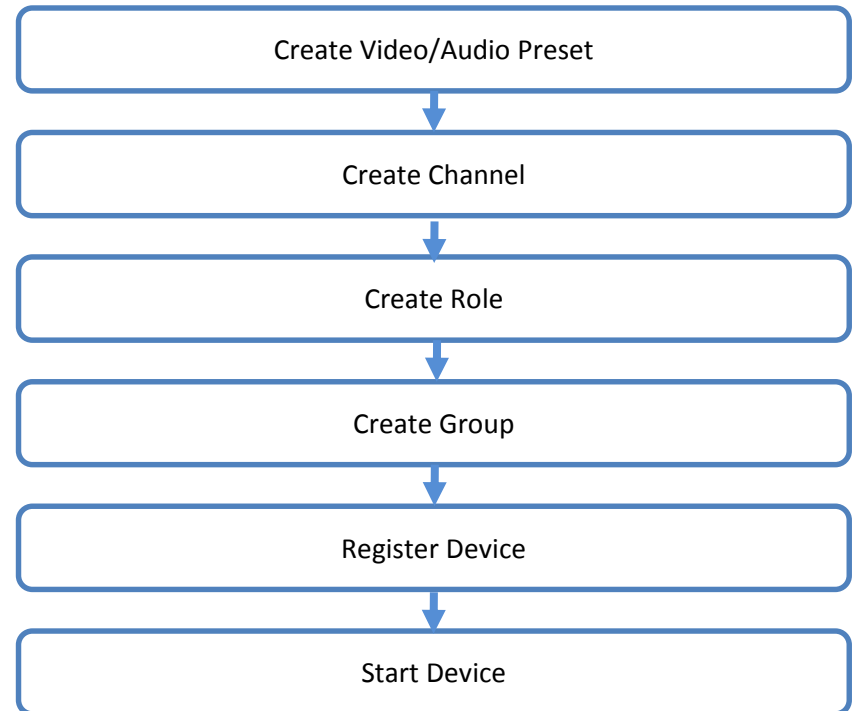 Create Video/Audio Preset
Create Channel
Create Role
Create Group
Register Device
Start Device